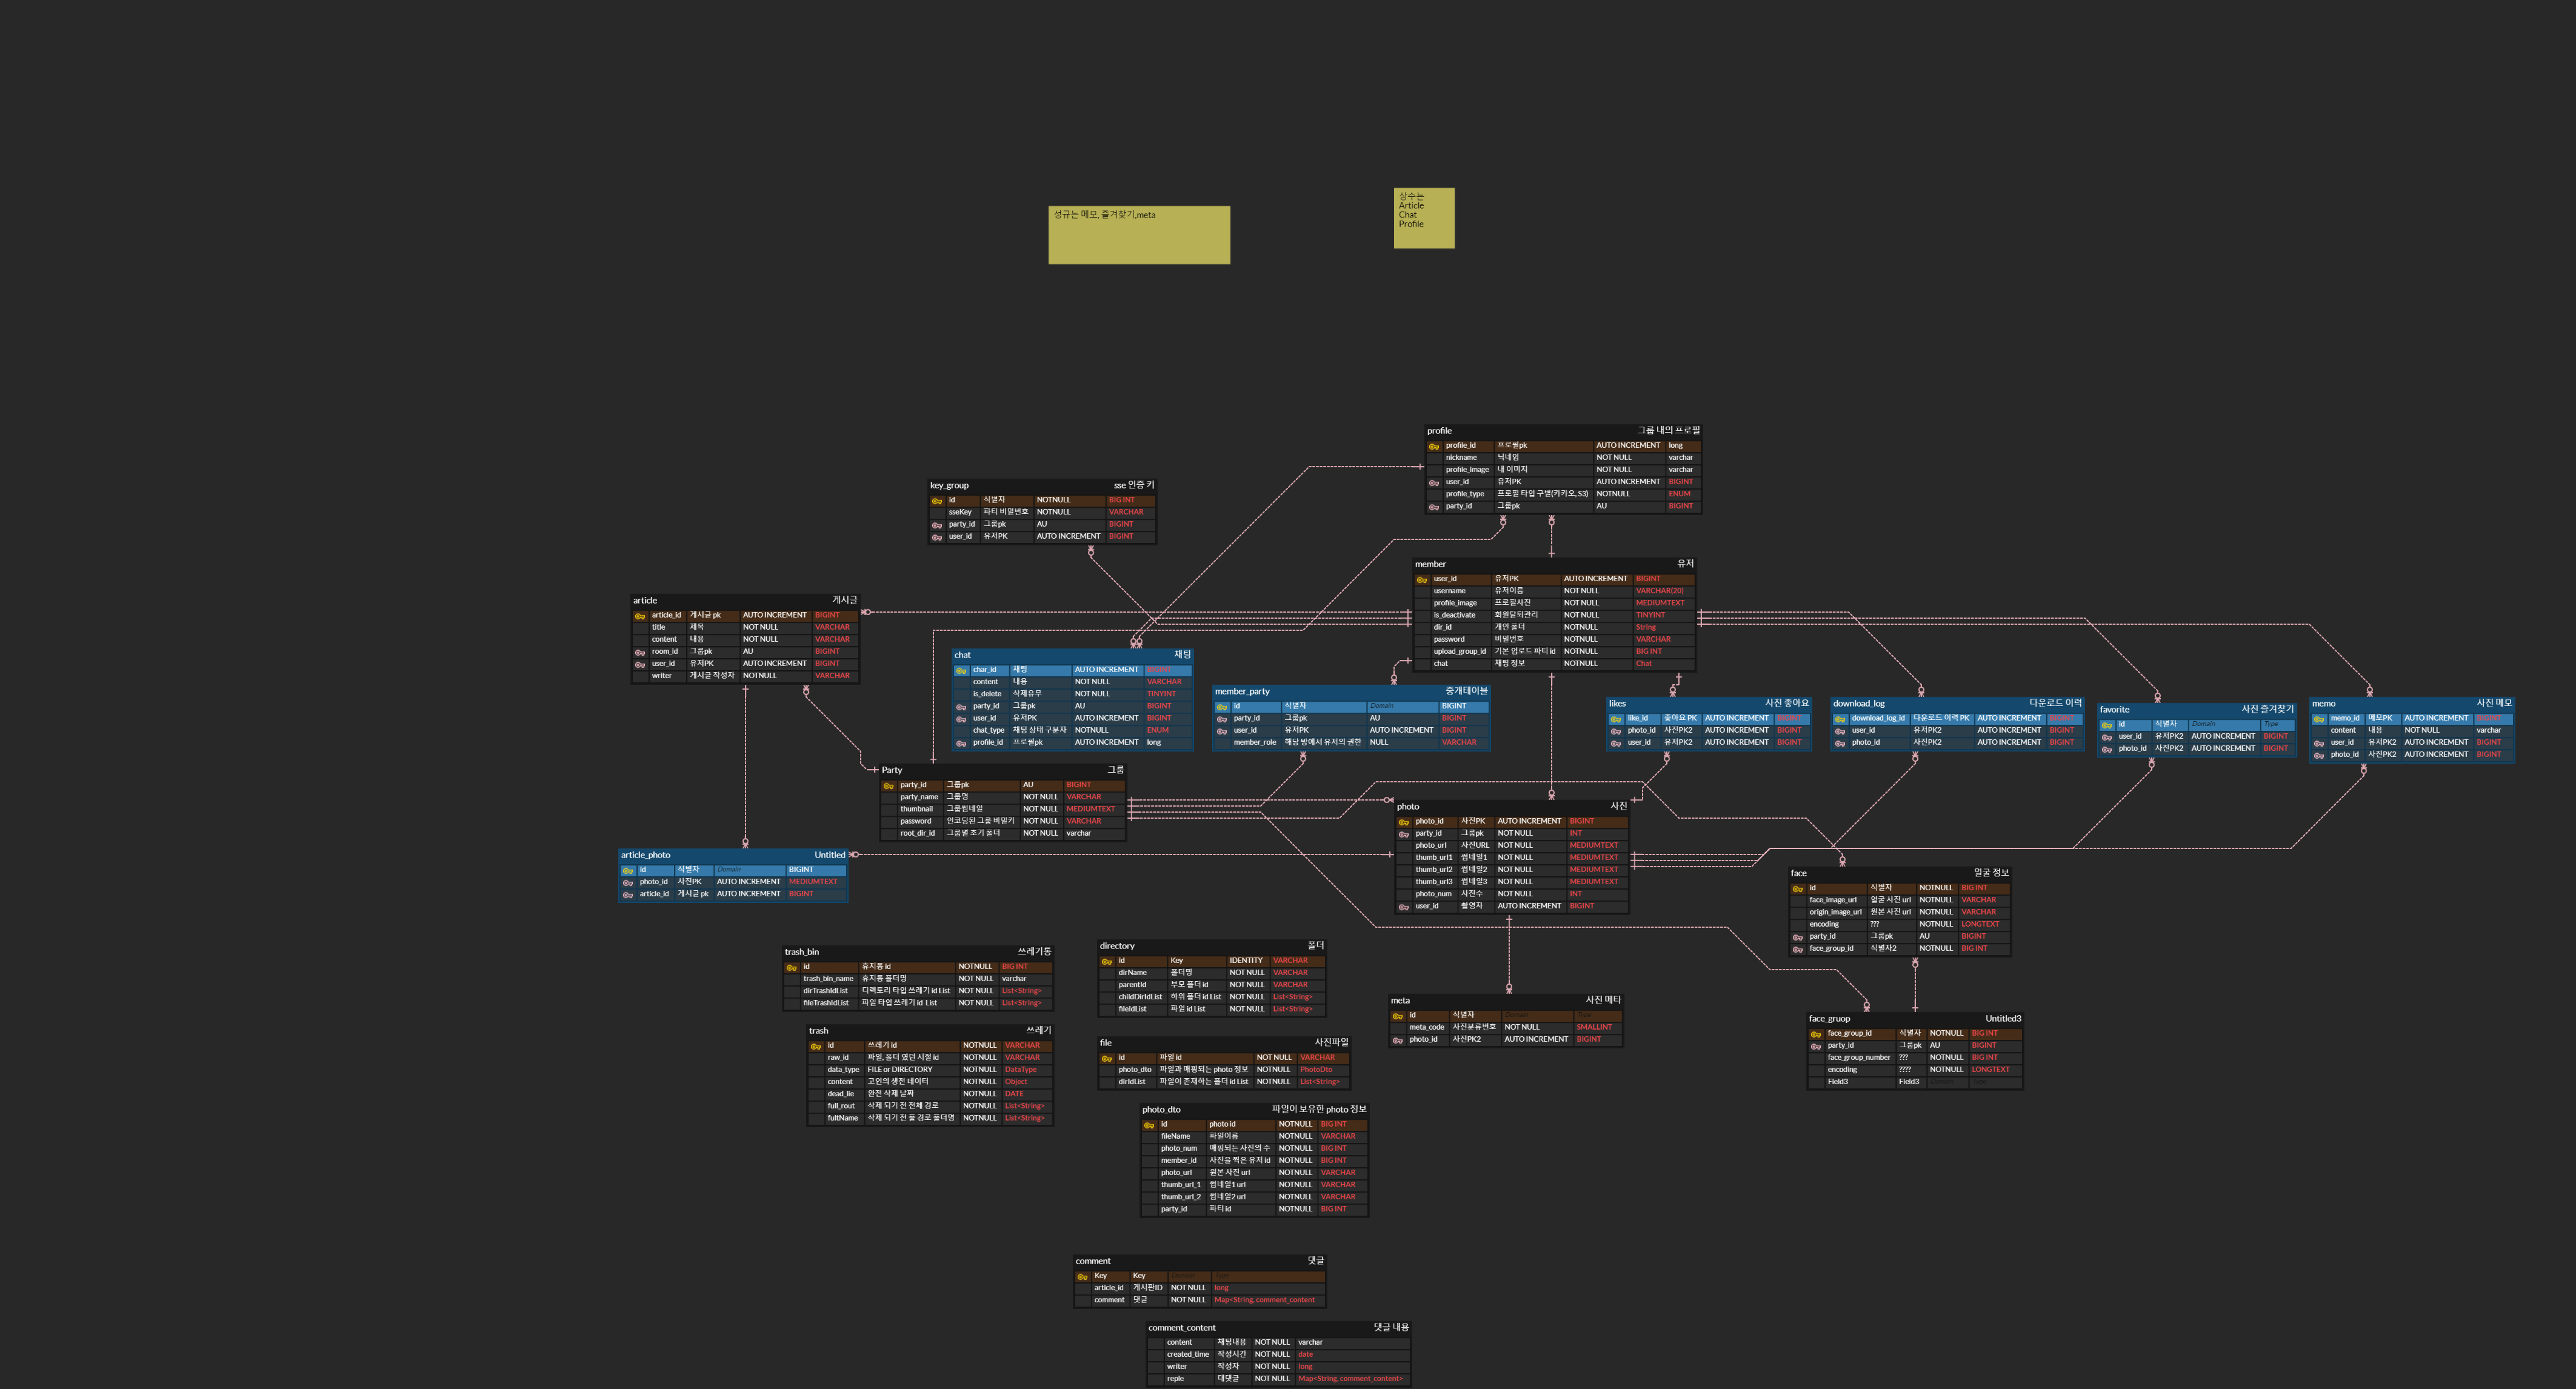 성규는 메모, 즐겨찾기,meta
상수는
Article
Chat
Profile
profile 그룹 내의 프로필
profile_id 프로필pk AUTO INCREMENT long
nickname 닉네임 NOT NULL varchar
profile_image 내 이미지 NOT NULL varchar
user_id 유저PK AUTO INCREMENT BIGINT
profile_type 프로필 타입 구별(카카오, S3) NOTNULL ENUM
party_id 그룹pk AU BIGINT
key_group sse 인증 키
id 식별자 NOTNULL BIG INT
sseKey 파티 비밀번호 NOTNULL VARCHAR
party_id 그룹pk AU BIGINT
user_id 유저PK AUTO INCREMENT BIGINT
member 유저
user_id 유저PK AUTO INCREMENT BIGINT
username 유저이름 NOT NULL VARCHAR(20)
profile_image 프로필사진 NOT NULL MEDIUMTEXT
is_deactivate 회원탈퇴관리 NOT NULL TINYINT
dir_id 개인 폴더 NOTNULL String
password 비밀번호 NOTNULL VARCHAR
upload_group_id 기본 업로드 파티 id NOTNULL BIG INT
chat 채팅 정보 NOTNULL Chat
article 게시글
article_id 게시글 pk AUTO INCREMENT BIGINT
title 제목 NOT NULL VARCHAR
content 내용 NOT NULL VARCHAR
room_id 그룹pk AU BIGINT
user_id 유저PK AUTO INCREMENT BIGINT
writer 게시글 작성자 NOTNULL VARCHAR
chat 채팅
char_id 채팅 AUTO INCREMENT BIGINT
content 내용 NOT NULL VARCHAR
is_delete 삭제유무 NOT NULL TINYINT
party_id 그룹pk AU BIGINT
user_id 유저PK AUTO INCREMENT BIGINT
chat_type 채팅 상태 구분자 NOTNULL ENUM
profile_id 프로필pk AUTO INCREMENT long
member_party 중개테이블
id 식별자 Domain BIGINT
party_id 그룹pk AU BIGINT
user_id 유저PK AUTO INCREMENT BIGINT
member_role 해당 방에서 유저의 권한 NULL VARCHAR
likes 사진 좋아요
like_id 좋아요 PK AUTO INCREMENT BIGINT
photo_id 사진PK2 AUTO INCREMENT BIGINT
user_id 유저PK2 AUTO INCREMENT BIGINT
download_log 다운로드 이력
download_log_id 다운로드 이력 PK AUTO INCREMENT BIGINT
user_id 유저PK2 AUTO INCREMENT BIGINT
photo_id 사진PK2 AUTO INCREMENT BIGINT
favorite 사진 즐겨찾기
id 식별자 Domain Type
user_id 유저PK2 AUTO INCREMENT BIGINT
photo_id 사진PK2 AUTO INCREMENT BIGINT
memo 사진 메모
memo_id 메모PK AUTO INCREMENT BIGINT
content 내용 NOT NULL varchar
user_id 유저PK2 AUTO INCREMENT BIGINT
photo_id 사진PK2 AUTO INCREMENT BIGINT
Party 그룹
party_id 그룹pk AU BIGINT
party_name 그룹명 NOT NULL VARCHAR
thumbnail 그룹썸네일 NOT NULL MEDIUMTEXT
password 인코딩된 그룹 비밀키 NOT NULL VARCHAR
root_dir_id 그룹별 초기 폴더 NOT NULL varchar
photo 사진
photo_id 사진PK AUTO INCREMENT BIGINT
party_id 그룹pk NOT NULL INT
photo_url 사진URL NOT NULL MEDIUMTEXT
thumb_url1 썸네일1 NOT NULL MEDIUMTEXT
thumb_url2 썸네일2 NOT NULL MEDIUMTEXT
thumb_url3 썸네일3 NOT NULL MEDIUMTEXT
photo_num 사진수 NOT NULL INT
user_id 촬영자 AUTO INCREMENT BIGINT
article_photo Untitled
id 식별자 Domain BIGINT
photo_id 사진PK AUTO INCREMENT MEDIUMTEXT
article_id 게시글 pk AUTO INCREMENT BIGINT
face 얼굴 정보
id 식별자 NOTNULL BIG INT
face_image_url 얼굴 사진 url NOTNULL VARCHAR
origin_image_url 원본 사진 url NOTNULL VARCHAR
encoding ??? NOTNULL LONGTEXT
party_id 그룹pk AU BIGINT
face_group_id 식별자2 NOTNULL BIG INT
trash_bin 쓰레기통
id 휴지통 id NOTNULL BIG INT
trash_bin_name 휴지통 폴더명 NOT NULL varchar
dirTrashIdList 디렉토리 타입 쓰레기 id List NOT NULL List<String>
fileTrashIdList 파일 타입 쓰레기 id List NOT NULL List<String>
directory 폴더
id Key IDENTITY VARCHAR
dirName 폴더명 NOT NULL VARCHAR
parentId 부모 폴더 id NOT NULL VARCHAR
childDirIdList 하위 폴더 id List NOT NULL List<String>
fileIdList 파일 id List NOT NULL List<String>
meta 사진 메타
id 식별자 Domain Type
meta_code 사진분류번호 NOT NULL SMALLINT
photo_id 사진PK2 AUTO INCREMENT BIGINT
face_gruop Untitled3
face_group_id 식별자 NOTNULL BIG INT
party_id 그룹pk AU BIGINT
face_group_number ??? NOTNULL BIG INT
encoding ???? NOTNULL LONGTEXT
Field3 Field3 Domain Type
trash 쓰레기
id 쓰레기 id NOTNULL VARCHAR
raw_id 파일, 폴더 였던 시절 id NOTNULL VARCHAR
data_type FILE or DIRECTORY NOTNULL DataType
content 고인의 생전 데이터 NOTNULL Object
dead_lie 완전 삭제 날짜 NOTNULL DATE
full_rout 삭제 되기 전 전체 경로 NOTNULL List<String>
fultName 삭제 되기 전 풀 경로 폴더명 NOTNULL List<String>
file 사진파일
id 파일 id NOT NULL VARCHAR
photo_dto 파일과 매핑되는 photo 정보 NOTNULL PhotoDto
dirIdList 파일이 존재하는 폴더 id List NOTNULL List<String>
photo_dto 파일이 보유한 photo 정보
id photo id NOTNULL BIG INT
fileName 파일이름 NOTNULL VARCHAR
photo_num 매핑되는 사진의 수 NOTNULL BIG INT
member_id 사진을 찍은 유저 id NOTNULL BIG INT
photo_url 원본 사진 url NOTNULL VARCHAR
thumb_url_1 썸네일1 url NOTNULL VARCHAR
thumb_url_2 썸네일2 url NOTNULL VARCHAR
party_id 파티 id NOTNULL BIG INT
comment 댓글
Key Key Domain Type
article_id 게시판ID NOT NULL long
comment 댓글 NOT NULL Map<String, comment_content
comment_content 댓글 내용
content 채팅내용 NOT NULL varchar
created_time 작성시간 NOT NULL date
writer 작성자 NOT NULL long
reple 대댓글 NOT NULL Map<String, comment_content>